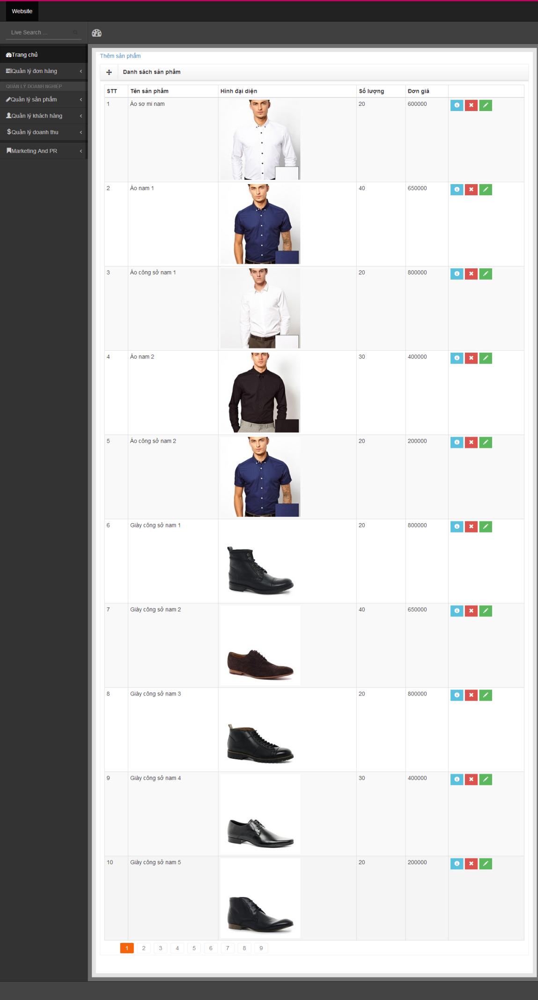 Website
Live Search ...
Trang chủ
Quản lý đơn hàng
QUẢN LÝ DOANH NGHIỆP
Quản lý sản phẩm
Quản lý khách hàng
Quản lý doanh thu
Marketing And PR
Thêm sản phẩm
Danh sách sản phẩm
STT Tên sản phẩm Hình đại diện Số lượng Đơn giá
1 Áo sơ mi nam 20 600000
2 Áo nam 1 40 650000
3 Áo công sở nam 1 20 800000
4 Áo nam 2 30 400000
5 Áo công sở nam 2 20 200000
6 Giày công sở nam 1 20 800000
7 Giày công sở nam 2 40 650000
8 Giày công sở nam 3 20 800000
9 Giày công sở nam 4 30 400000
10 Giày công sở nam 5 20 200000
1 2 3 4 5 6 7 8 9